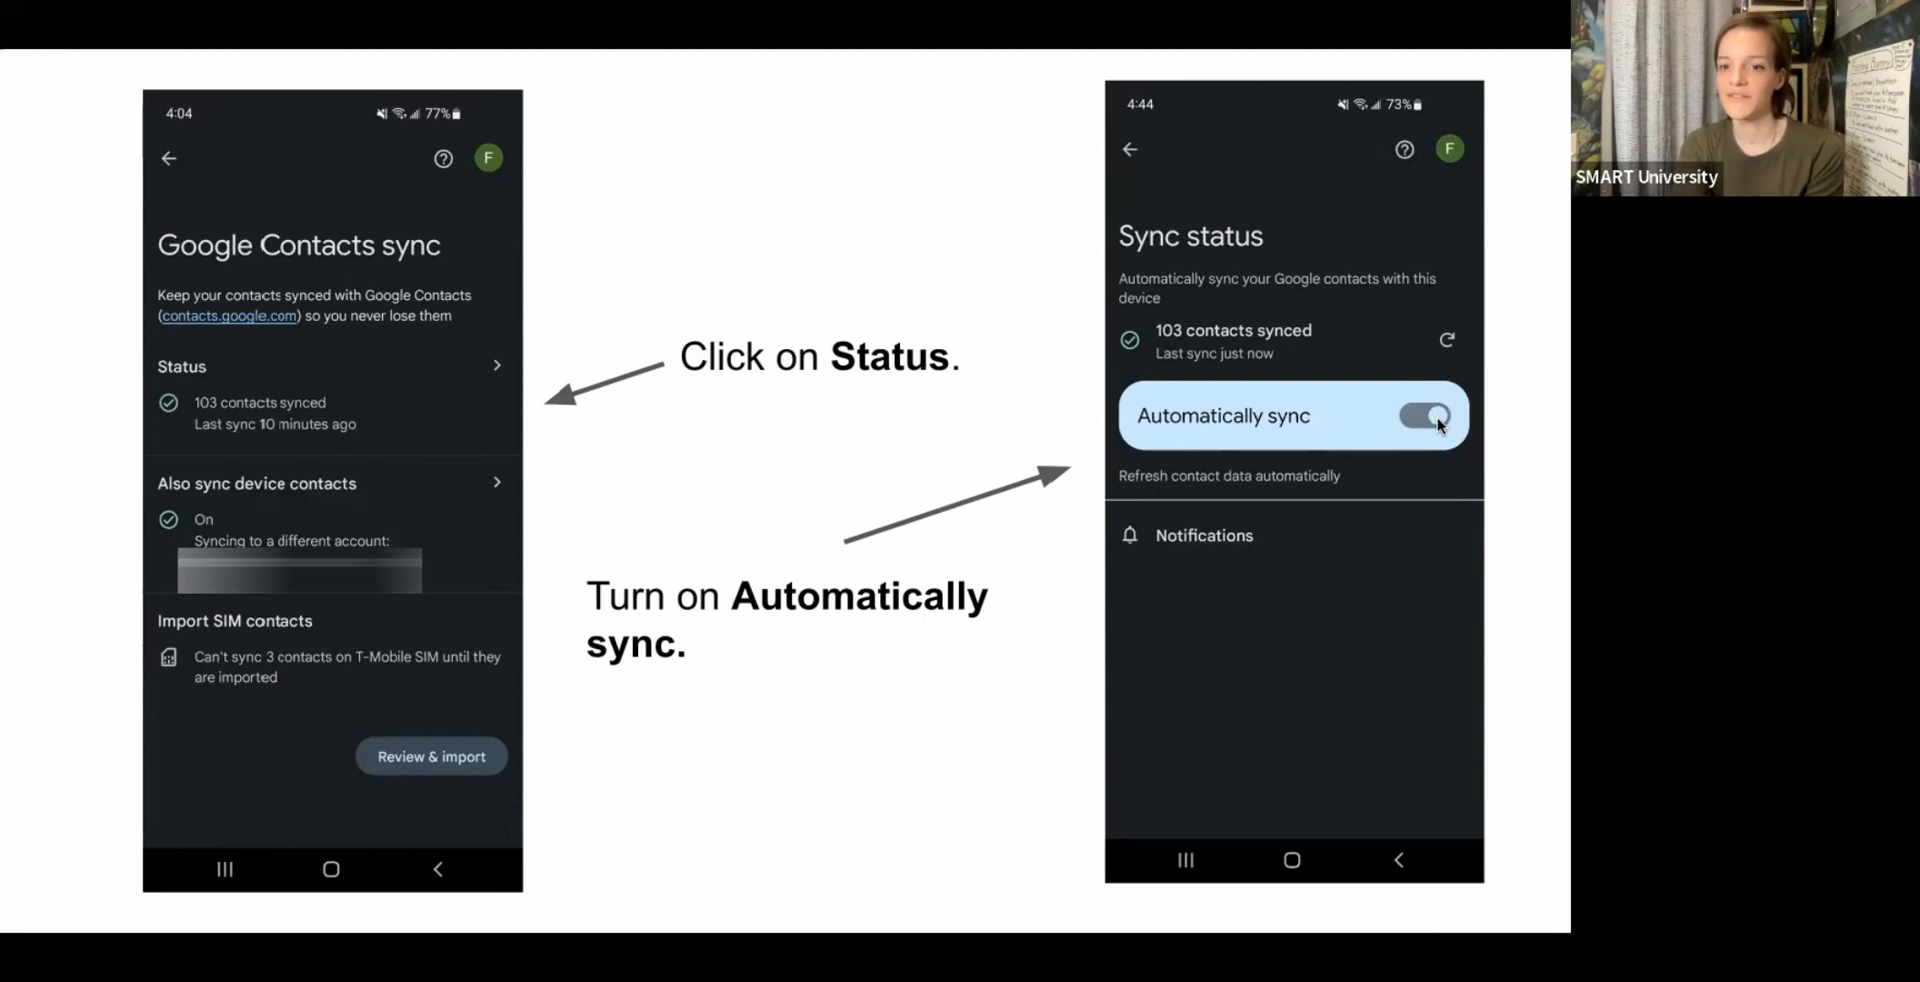 4:04
77%
F
Google Contacts sync
Keep your contacts synced with Google Contacts
(contacts.google.com) so you never lose them
Status
103 contacts synced
Last sync 10 minutes ago
Also sync device contacts
On
Syncing to a different account:
Import SIM contacts
Can't sync 3 contacts on T-Mobile SIM until they
are imported
Review & import
Click on Status.
Turn on Automatically
sync.
4:44
73%
F
Sync status
Automatically sync your Google contacts with this
device
103 contacts synced
Last sync just now
Automatically sync
Refresh contact data automatically
Notifications
SMART University